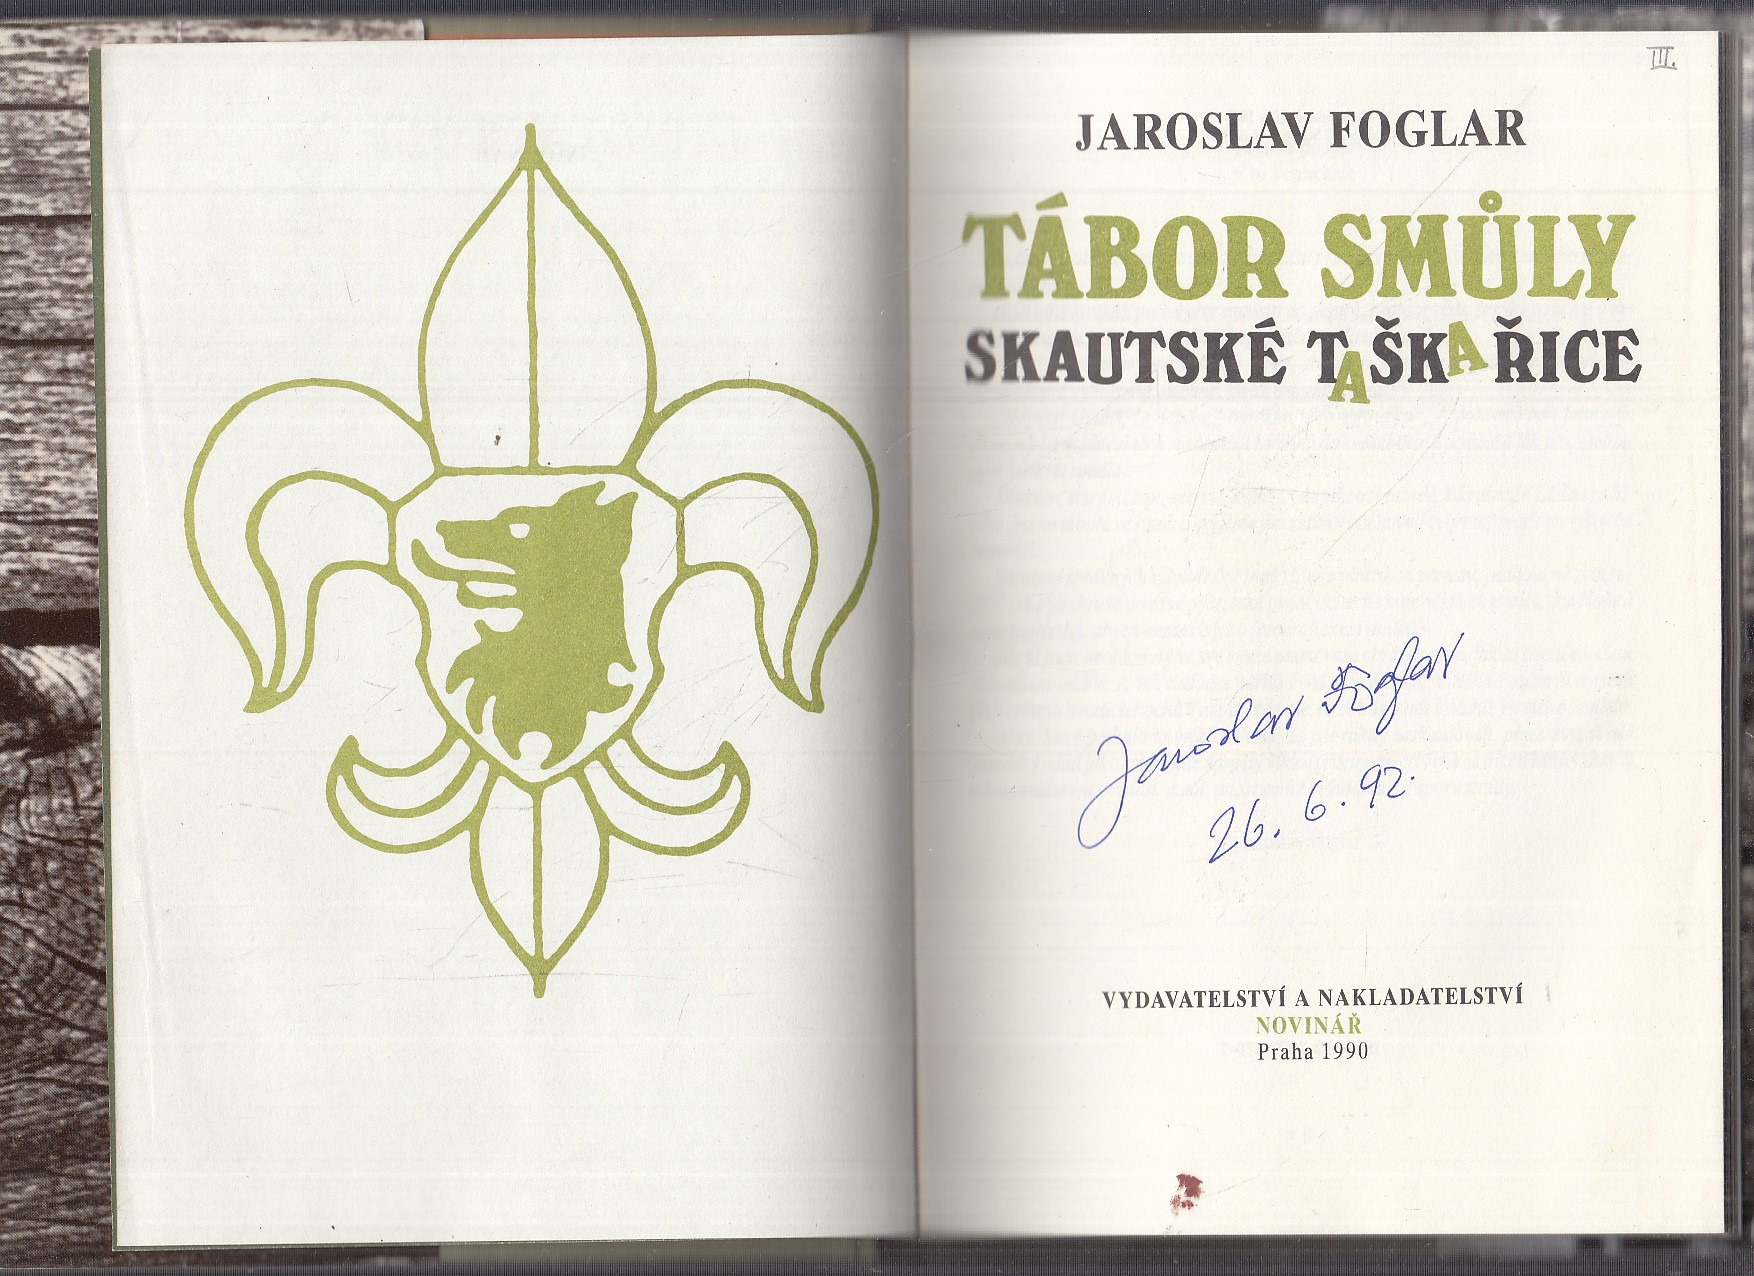 III.
JAROSLAV FOGLAR
TÁBOR SMŮLY
SKAUTSKÉ TAŠKAŘICE
Jaroslav Foglar
26. 6. 92.
VYDAVATELSTVÍ A NAKLADATELSTVÍ
NOVINÁŘ
Praha 1990